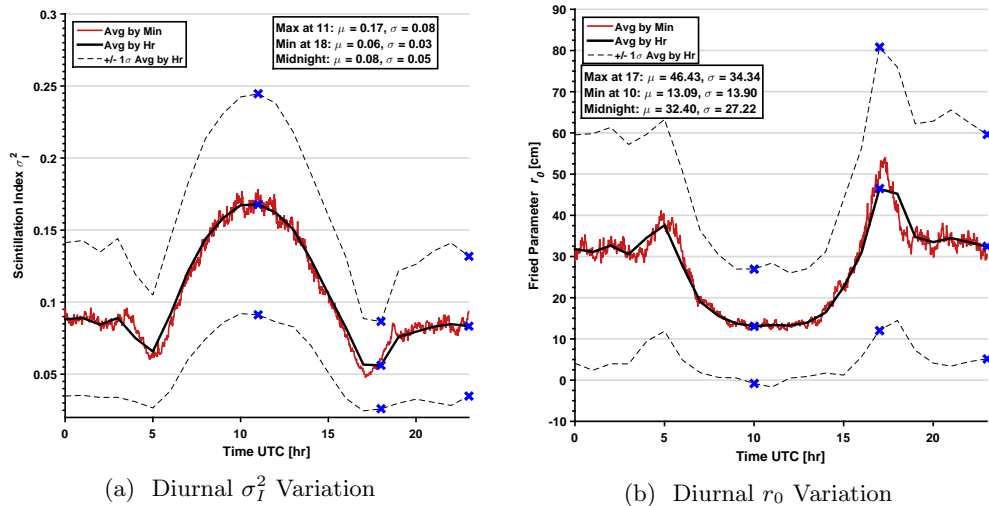 Avg by Min
Avg by Hr
+/- 1σ Avg by Hr
Max at 11: μ = 0.17, σ = 0.08
Min at 18: μ = 0.06, σ = 0.03
Midnight: μ = 0.08, σ = 0.05
0.3
0.25
0.2
0.15
0.1
0.05
Scintillation Index σ_I^2
0 5 10 15 20
Time UTC [hr]
(a) Diurnal σ_I^2 Variation
Avg by Min
Avg by Hr
+/- 1σ Avg by Hr
Max at 17: μ = 46.43, σ = 34.34
Min at 10: μ = 13.09, σ = 13.90
Midnight: μ = 32.40, σ = 27.22
90
80
70
60
50
40
30
20
10
0
-10
Fried Parameter r_0 [cm]
0 5 10 15 20
Time UTC [hr]
(b) Diurnal r_0 Variation